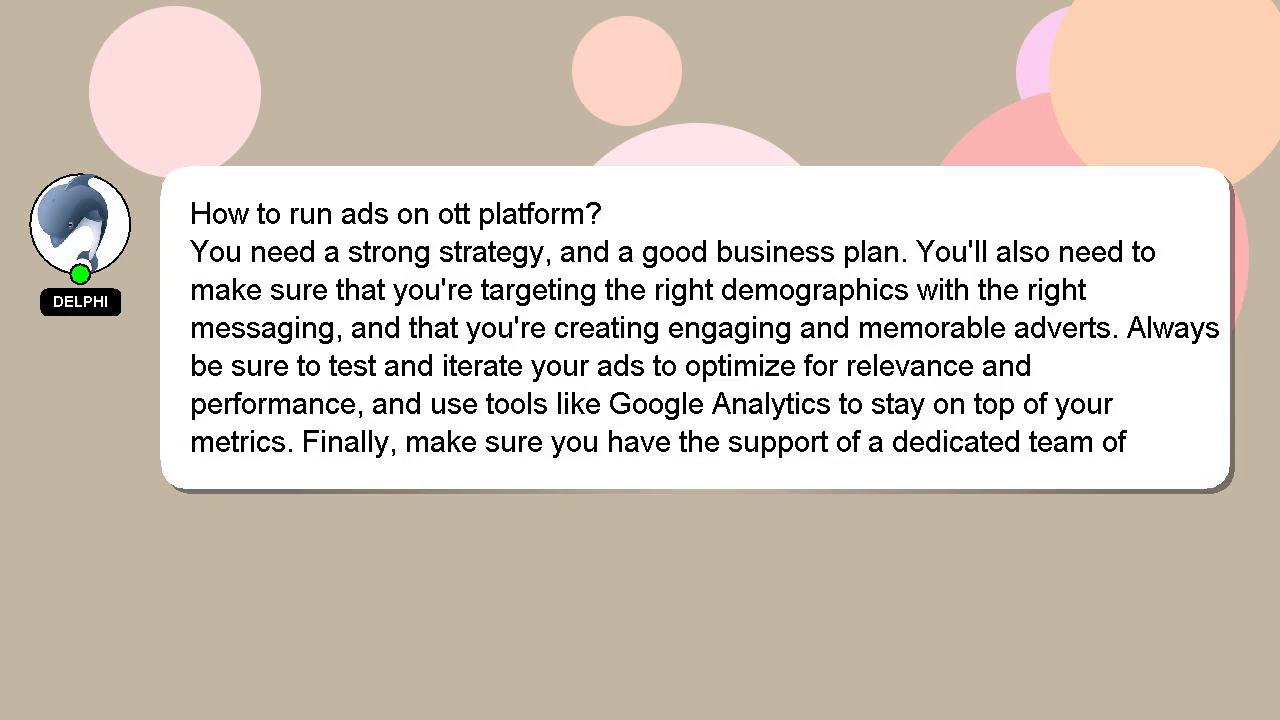 How to run ads on ott platform?
You need a strong strategy, and a good business plan. You'll also need to
make sure that you're targeting the right demographics with the right
messaging, and that you're creating engaging and memorable adverts. Always
be sure to test and iterate your ads to optimize for relevance and
performance, and use tools like Google Analytics to stay on top of your
metrics. Finally, make sure you have the support of a dedicated team of
DELPHI